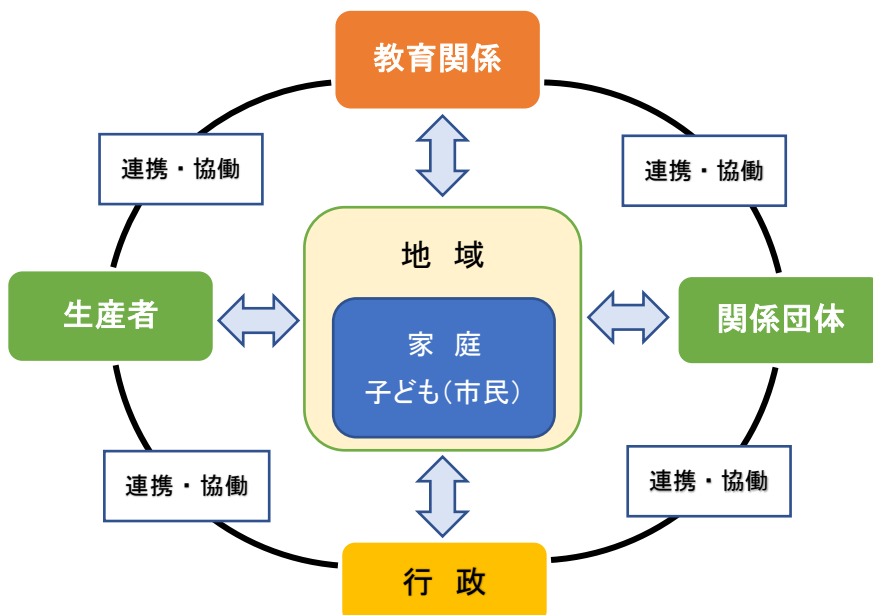 教育関係
連携・協働
連携・協働
地 域
生産者
関係団体
家 庭
子ども(市民)
連携・協働
連携・協働
行 政